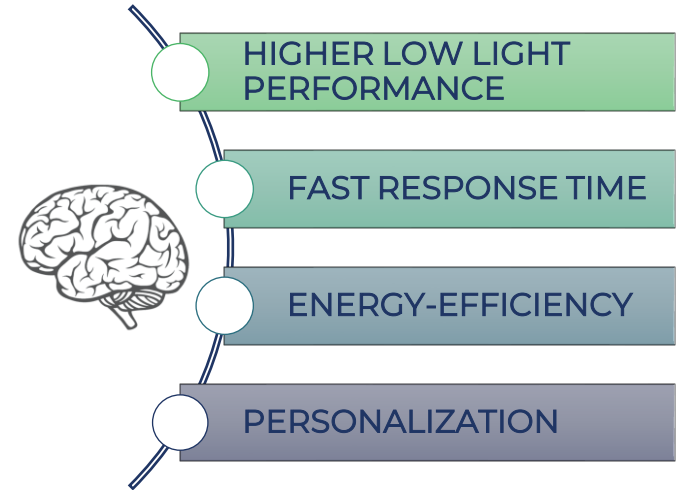 HIGHER LOW LIGHT
PERFORMANCE
FAST RESPONSE TIME
ENERGY-EFFICIENCY
PERSONALIZATION